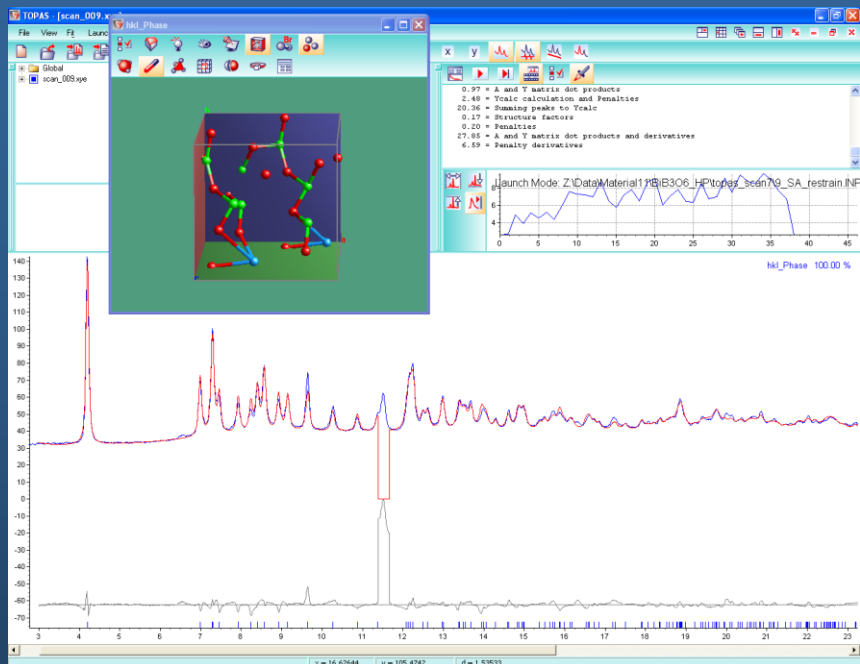 TOPAS - [scan_009.xy
hkl_Phase
File View Fit Launc
x y
Global
scan_009.xye
0.97 = A and Y matrix dot products
2.48 = Ycalc calculation and Penalties
20.36 = Summing peaks to Ycalc
0.17 = Structure factors
0.20 = Penalties
27.85 = A and Y matrix dot products and derivatives
6.59 = Penalty derivatives
Launch Mode: Z:\Data\Material11\BiB3O6_HP\topas_scan7\9_SA_restrain.INP
8
6
4
0 5 10 15 20 25 30 35 40 45
hkl_Phase 100.00 %
140
130
120
110
100
90
80
70
60
50
40
30
20
10
0
-10
-20
-30
-40
-50
-60
-70
3 4 5 6 7 8 9 10 11 12 13 14 15 16 17 18 19 20 21 22 23
x = 16.62644 y = 105.4242 d = 1.53533